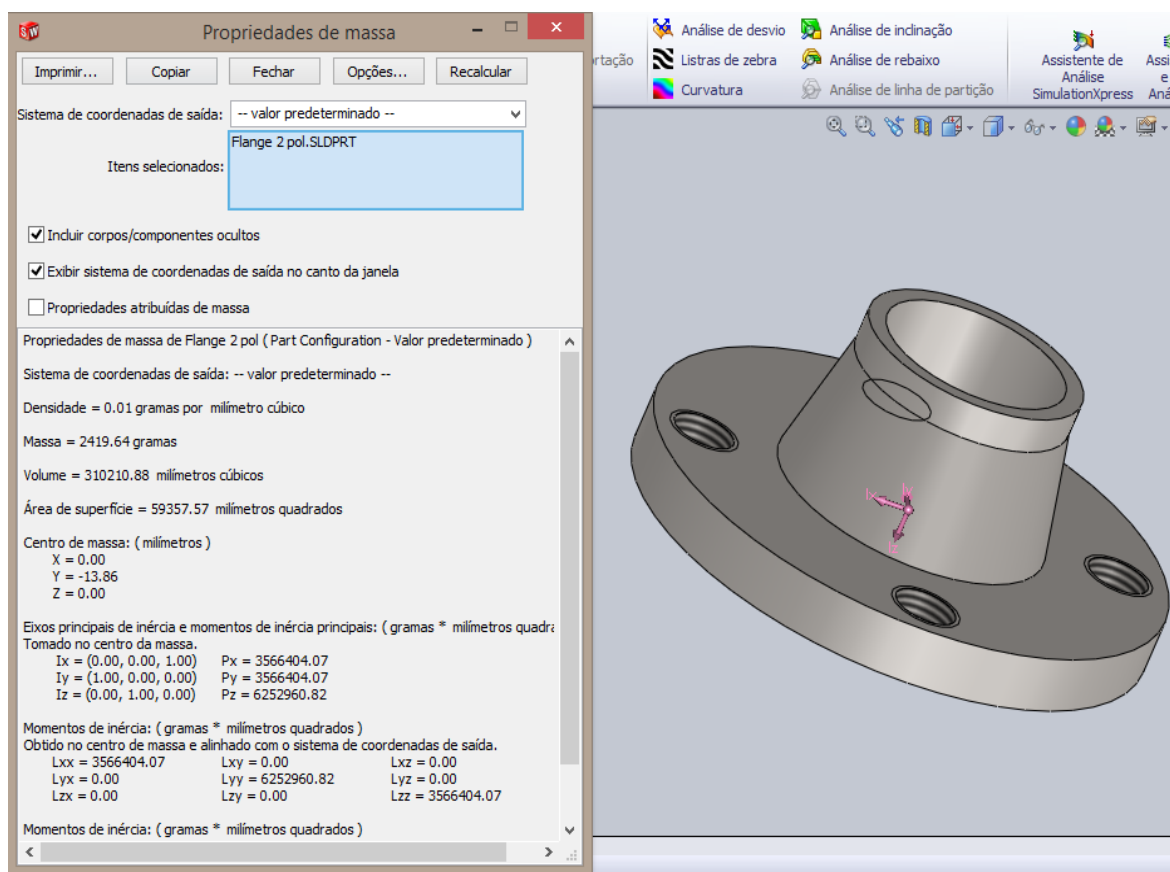 Propriedades de massa
Imprimir... Copiar Fechar Opções... Recalcular
Sistema de coordenadas de saída: -- valor predeterminado --
Flange 2 pol.SLDPRT
Itens selecionados:
Incluir corpos/componentes ocultos
Exibir sistema de coordenadas de saída no canto da janela
Propriedades atribuídas de massa
Propriedades de massa de Flange 2 pol ( Part Configuration - Valor predeterminado )
Sistema de coordenadas de saída: -- valor predeterminado --
Densidade = 0.01 gramas por milímetro cúbico
Massa = 2419.64 gramas
Volume = 310210.88 milímetros cúbicos
Área de superfície = 59357.57 milímetros quadrados
Centro de massa: ( milímetros )
X = 0.00
Y = -13.86
Z = 0.00
Eixos principais de inércia e momentos de inércia principais: ( gramas * milímetros quadra
Tomado no centro da massa.
Ix = (0.00, 0.00, 1.00) Px = 3566404.07
Iy = (1.00, 0.00, 0.00) Py = 3566404.07
Iz = (0.00, 1.00, 0.00) Pz = 6252960.82
Momentos de inércia: ( gramas * milímetros quadrados )
Obtido no centro de massa e alinhado com o sistema de coordenadas de saída.
Lxx = 3566404.07 Lxy = 0.00 Lxz = 0.00
Lyx = 0.00 Lyy = 6252960.82 Lyz = 0.00
Lzx = 0.00 Lzy = 0.00 Lzz = 3566404.07
Momentos de inércia: ( gramas * milímetros quadrados )
rtação
Análise de desvio
Listras de zebra
Curvatura
Análise de inclinação
Análise de rebaixo
Análise de linha de partição
Assistente de
Análise
SimulationXpress
Assi
e
Aná